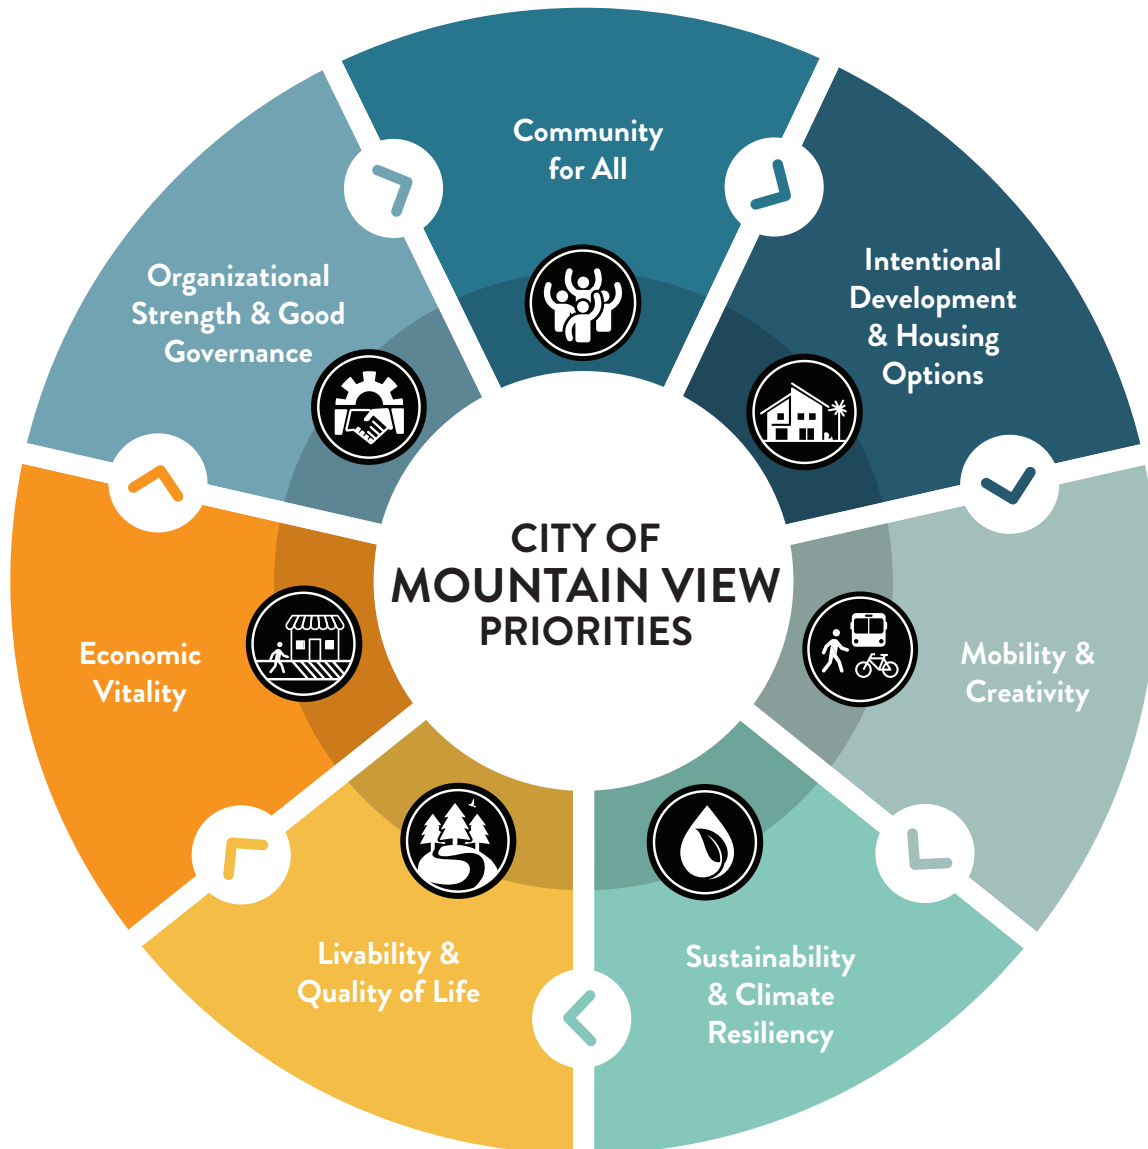 Community
for All
Intentional
Development
& Housing
Options
Mobility &
Creativity
Sustainability
& Climate
Resiliency
Livability &
Quality of Life
Economic
Vitality
Organizational
Strength & Good
Governance
CITY OF
MOUNTAIN VIEW
PRIORITIES